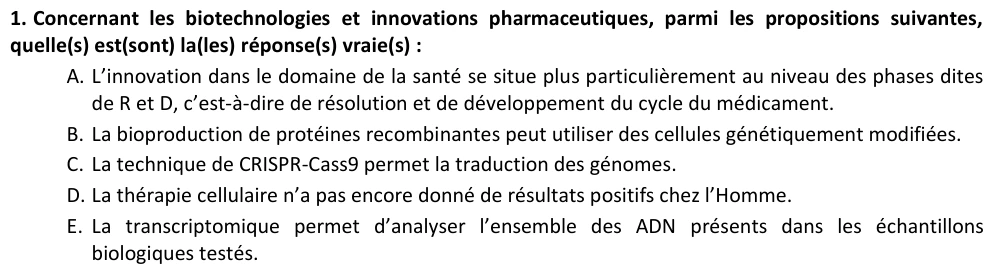 1. Concernant les biotechnologies et innovations pharmaceutiques, parmi les propositions suivantes,
quelle(s) est(sont) la(les) réponse(s) vraie(s) :
A. L’innovation dans le domaine de la santé se situe plus particulièrement au niveau des phases dites
de R et D, c’est-à-dire de résolution et de développement du cycle du médicament.
B. La bioproduction de protéines recombinantes peut utiliser des cellules génétiquement modifiées.
C. La technique de CRISPR-Cass9 permet la traduction des génomes.
D. La thérapie cellulaire n’a pas encore donné de résultats positifs chez l’Homme.
E. La transcriptomique permet d’analyser l’ensemble des ADN présents dans les échantillons
biologiques testés.